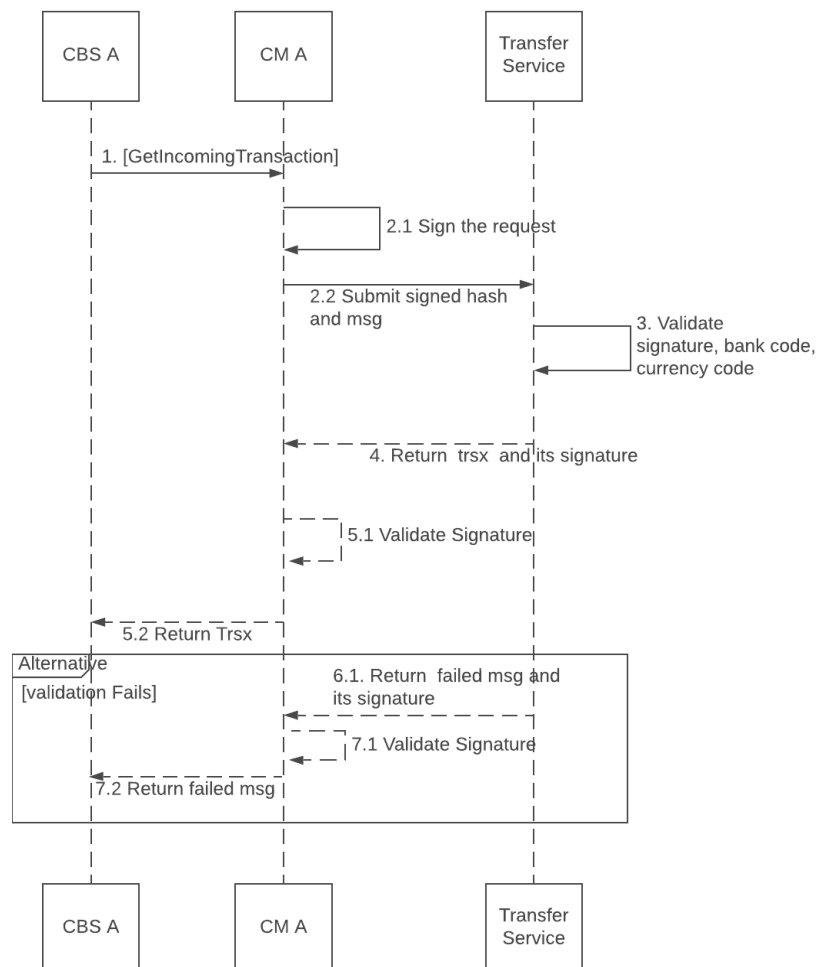 CBS A
CM A
Transfer
Service
1. [GetIncomingTransaction]
2.1 Sign the request
2.2 Submit signed hash
and msg
3. Validate
signature, bank code,
currency code
4. Return trsx and its signature
5.1 Validate Signature
5.2 Return Trsx
Alternative
[validation Fails]
6.1. Return failed msg and
its signature
7.1 Validate Signature
7.2 Return failed msg
CBS A
CM A
Transfer
Service